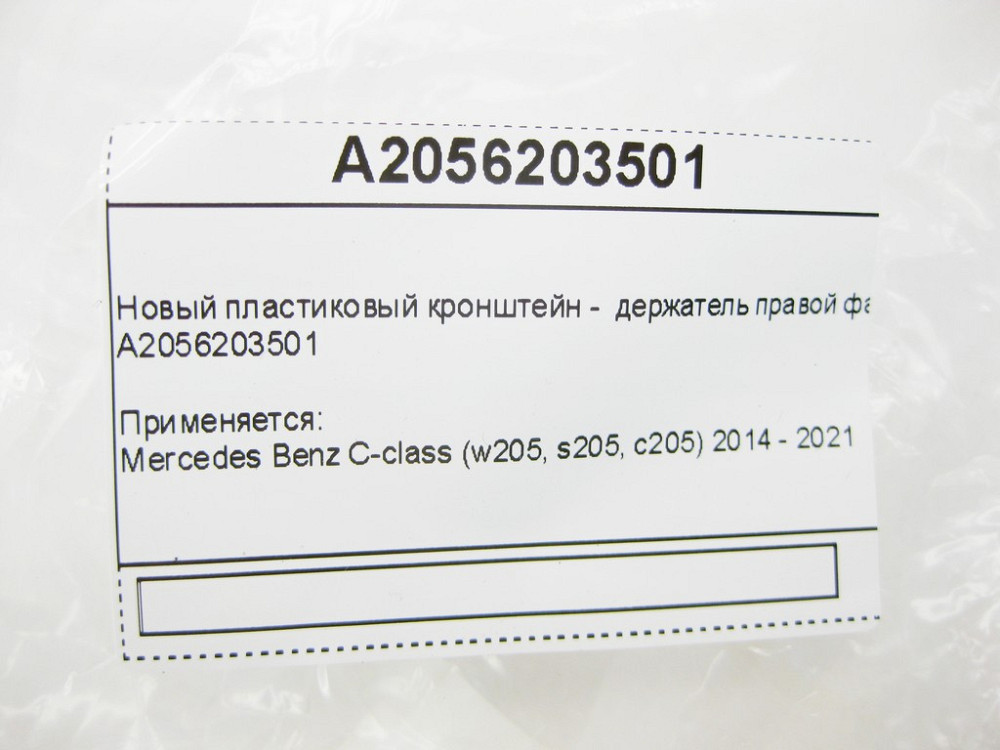 A2056203501
Новый пластиковый кронштейн - держатель правой
A2056203501
Применяется:
Mercedes Benz C-class (w205, s205, c205) 2014 - 2021